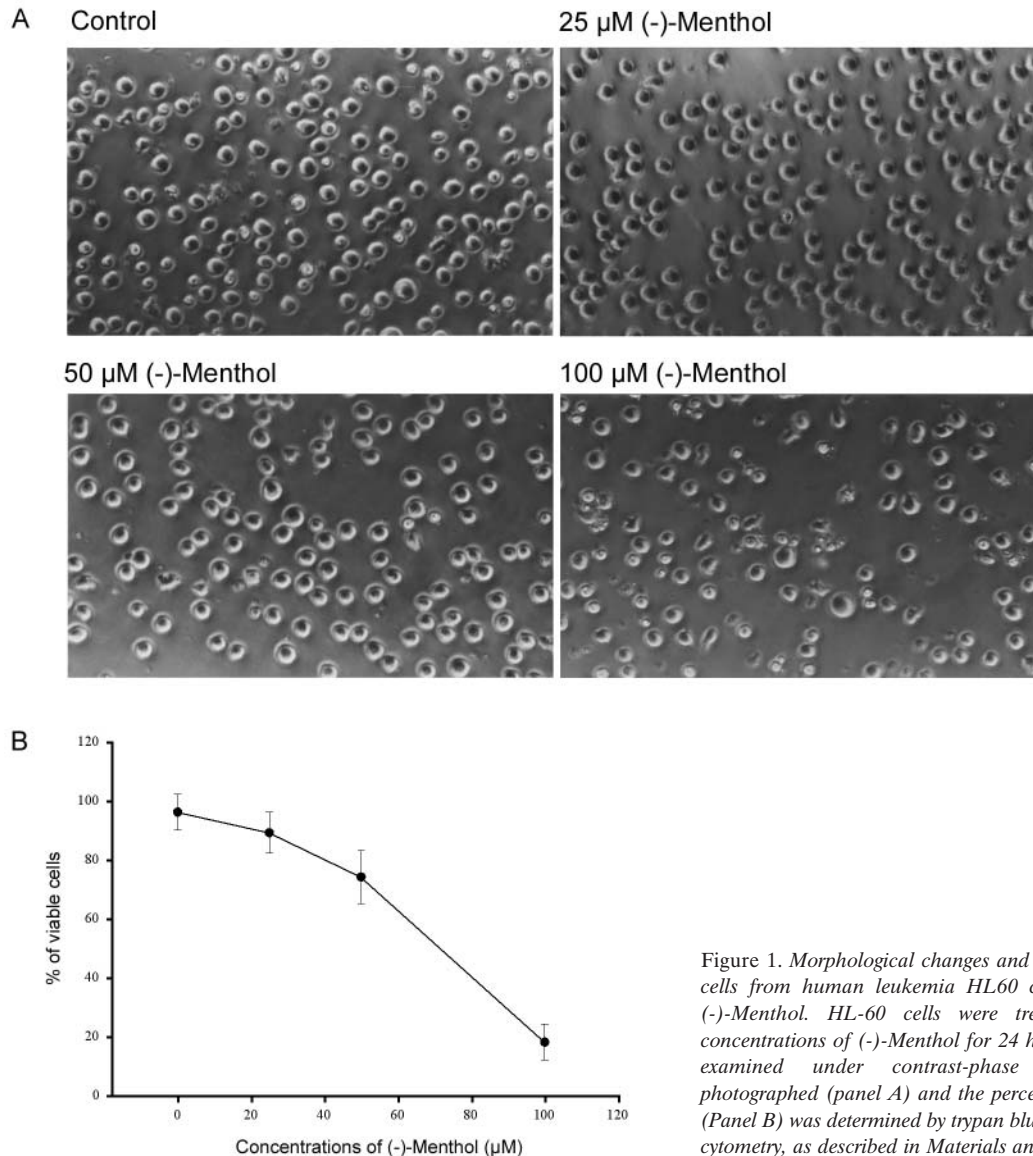 A
Control
25 µM (-)-Menthol
50 µM (-)-Menthol
100 µM (-)-Menthol
B
120
100
80
60
40
20
0
% of viable cells
0
20
40
60
80
100
120
Concentrations of (-)-Menthol (µM)
Figure 1. Morphological changes and
cells from human leukemia HL60 c
(-)-Menthol. HL-60 cells were tre
concentrations of (-)-Menthol for 24 h
examined under contrast-phase
photographed (panel A) and the perce
(Panel B) was determined by trypan blu
cytometry, as described in Materials an